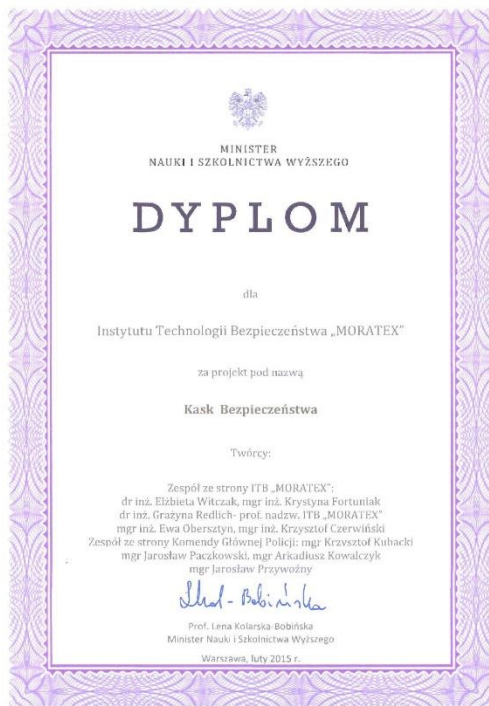 MINISTER
NAUKI I SZKOLNICTWA WYŻSZEGO
DYPLOM
dla
Instytutu Technologii Bezpieczeństwa „MORATEX”
za projekt pod nazwą
Kask Bezpieczeństwa
Twórcy:
Zespół ze strony ITB „MORATEX”:
dr inż. Elżbieta Witczak, mgr inż. Krystyna Fortuniak
dr inż. Grażyna Redlich- prof. nadzw. ITB „MORATEX”
mgr inż. Ewa Obersztyn, mgr inż. Krzysztof Czerwiński
Zespół ze strony Komendy Głównej Policji: mgr Krzysztof Kubacki
mgr Jarosław Paczkowski, mgr Arkadiusz Kowalczyk
mgr Jarosław Przywoźny
Prof. Lena Kolarska-Bobińska
Minister Nauki i Szkolnictwa Wyższego
Warszawa, luty 2015 r.